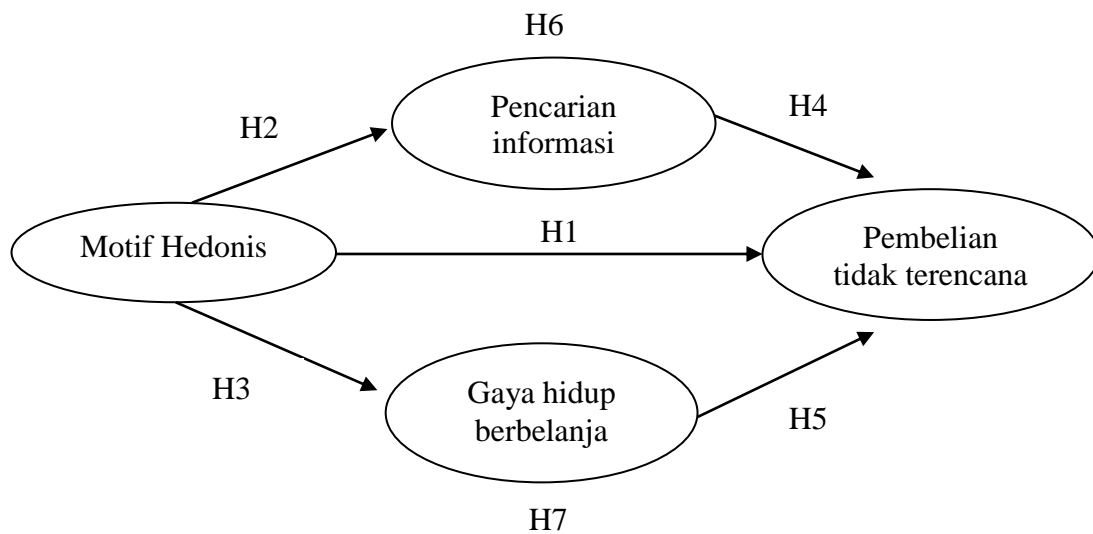 H6
Pencarian
informasi
H4
H2
H1
Motif Hedonis
Pembelian
tidak terencana
H3
Gaya hidup
berbelanja
H5
H7